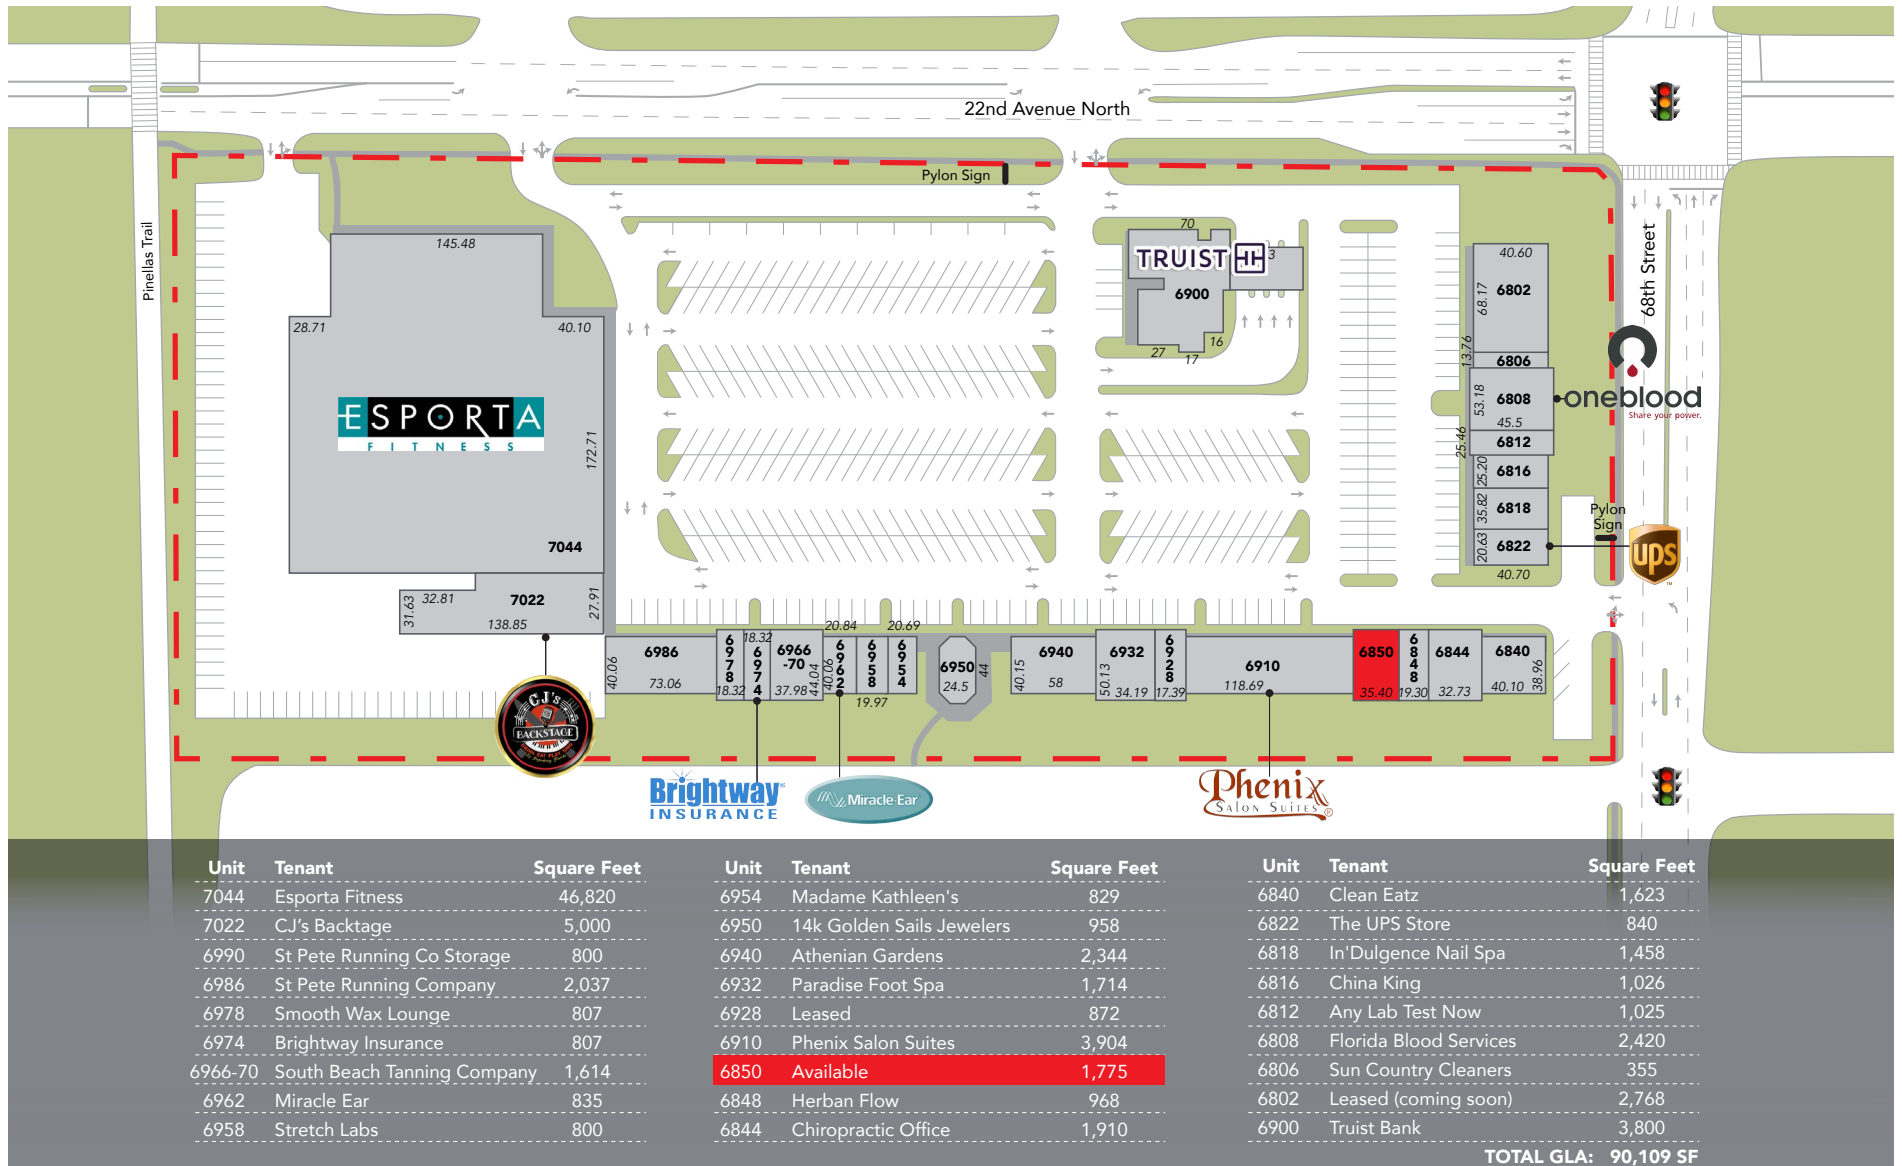 22nd Avenue North
Pylon Sign
Pinellas Trail
68th Street
145.48
28.71
40.10
ESPORTA
FITNESS
172.71
7044
70
TRUIST
3
6900
27
17
16
40.60
68.17
6802
13.76
6806
53.18
6808
45.5
oneblood
Share your power.
25.46
6812
25.20
6816
35.82
6818
Pylon
Sign
20.63
6822
ups
TM
40.70
31.63
32.81
7022
27.91
138.85
40.06
6986
73.06
6978
18.32
18.32
6974
6966
-70
37.98
44.04
20.84
40.06
6962
6958
19.97
20.69
6954
6950
24.5
44
40.15
6940
58
50.13
6932
34.19
6928
17.39
6910
118.69
6850
35.40
6848
19.30
6844
32.73
6840
40.10
38.96
CJ's
BACKSTAGE
Brightway
INSURANCE
Miracle-Ear
Phenix
SALON SUITES®
Unit Tenant Square Feet
7044 Esporta Fitness 46,820
7022 CJ's Backtage 5,000
6990 St Pete Running Co Storage 800
6986 St Pete Running Company 2,037
6978 Smooth Wax Lounge 807
6974 Brightway Insurance 807
6966-70 South Beach Tanning Company 1,614
6962 Miracle Ear 835
6958 Stretch Labs 800
Unit Tenant Square Feet
6954 Madame Kathleen's 829
6950 14k Golden Sails Jewelers 958
6940 Athenian Gardens 2,344
6932 Paradise Foot Spa 1,714
6928 Leased 872
6910 Phenix Salon Suites 3,904
6850 Available 1,775
6848 Herban Flow 968
6844 Chiropractic Office 1,910
Unit Tenant Square Feet
6840 Clean Eatz 1,623
6822 The UPS Store 840
6818 In'Dulgence Nail Spa 1,458
6816 China King 1,026
6812 Any Lab Test Now 1,025
6808 Florida Blood Services 2,420
6806 Sun Country Cleaners 355
6802 Leased (coming soon) 2,768
6900 Truist Bank 3,800
TOTAL GLA: 90,109 SF